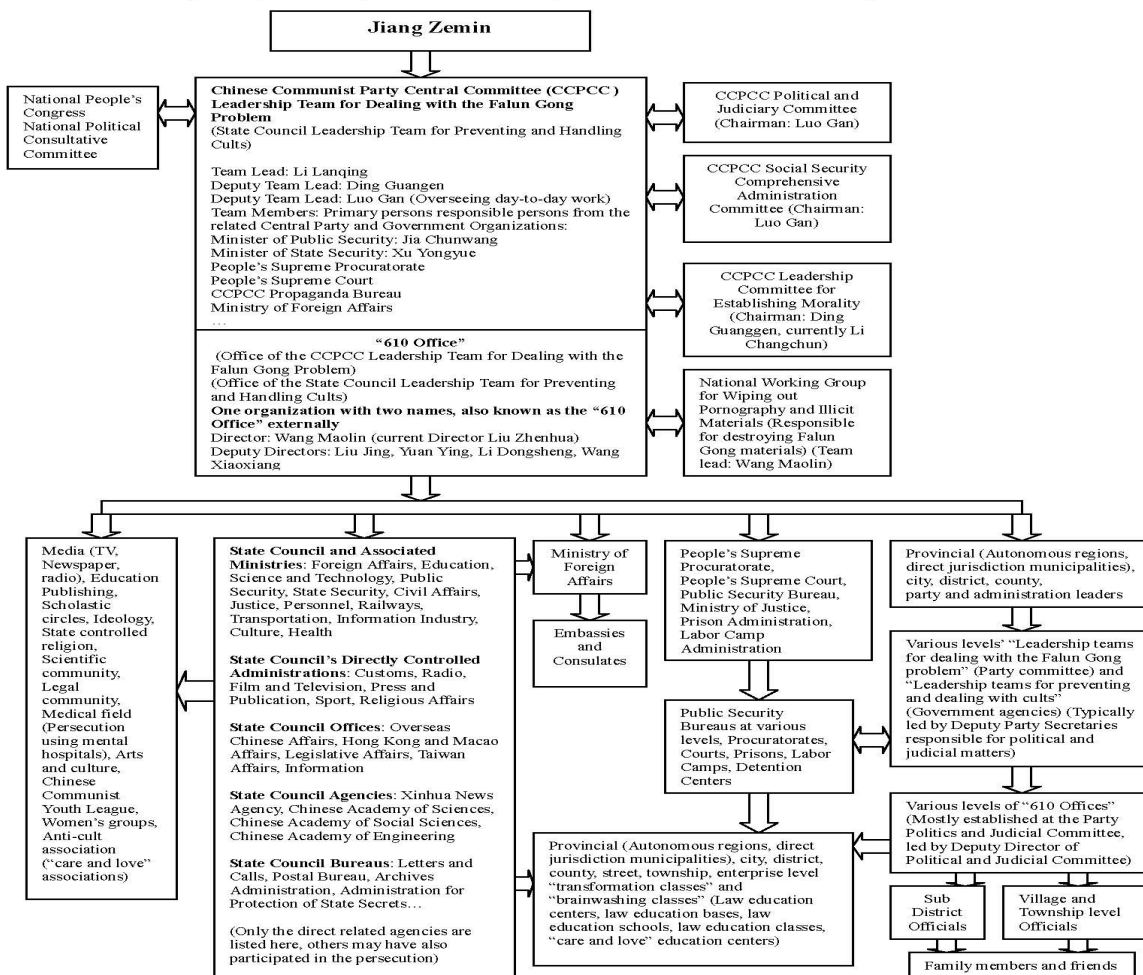 Jiang Zemin
National People's
Congress
National Political
Consultative
Committee
Chinese Communist Party Central Committee (CCPCC )
Leadership Team for Dealing with the Falun Gong
Problem
(State Council Leadership Team for Preventing and Handling
Cults)
Team Lead: Li Lanqing
Deputy Team Lead: Ding Guangen
Deputy Team Lead: Luo Gan (Overseeing day-to-day work)
Team Members: Primary persons responsible persons from the
related Central Party and Government Organizations:
Minister of Public Security: Jia Chunwang
Minister of State Security: Xu Yongyue
People's Supreme Procuratorate
People's Supreme Court
CCPCC Propaganda Bureau
Ministry of Foreign Affairs
…
"610 Office"
(Office of the CCPCC Leadership Team for Dealing with the
Falun Gong Problem)
(Office of the State Council Leadership Team for Preventing
and Handling Cults)
One organization with two names, also known as the "610
Office" externally
Director: Wang Maolin (current Director Liu Zhenhua)
Deputy Directors: Liu Jing, Yuan Ying, Li Dongsheng, Wang
Xiaoxiang
CCPCC Political and
Judiciary Committee
(Chairman: Luo Gan)
CCPCC Social Security
Comprehensive
Administration
Committee (Chairman:
Luo Gan)
CCPCC Leadership
Committee for
Establishing Morality
(Chairman: Ding
Guanggen, currently Li
Changchun)
National Working Group
for Wiping out
Pornography and Illicit
Materials (Responsible
for destroying Falun
Gong materials) (Team
lead: Wang Maolin)
Media (TV,
Newspaper,
radio), Education
Publishing,
Scholastic
circles, Ideology,
State controlled
religion,
Scientific
community,
Legal
community,
Medical field
(Persecution
using mental
hospitals), Arts
and culture,
Chinese
Communist
Youth League,
Women's groups,
Anti-cult
association
("care and love"
associations)
State Council and Associated
Ministries: Foreign Affairs, Education,
Science and Technology, Public
Security, State Security, Civil Affairs,
Justice, Personnel, Railways,
Transportation, Information Industry,
Culture, Health
State Council's Directly Controlled
Administrations: Customs, Radio,
Film and Television, Press and
Publication, Sport, Religious Affairs
State Council Offices: Overseas
Chinese Affairs, Hong Kong and Macao
Affairs, Legislative Affairs, Taiwan
Affairs, Information
State Council Agencies: Xinhua News
Agency, Chinese Academy of Sciences,
Chinese Academy of Social Sciences,
Chinese Academy of Engineering
State Council Bureaus: Letters and
Calls, Postal Bureau, Archives
Administration, Administration for
Protection of State Secrets…
(Only the direct related agencies are
listed here, others may have also
participated in the persecution)
Ministry of
Foreign
Affairs
Embassies and
Consulates
People's Supreme
Procuratorate,
People's Supreme Court,
Public Security Bureau,
Ministry of Justice,
Prison Administration,
Labor Camp
Administration
Public Security
Bureaus at various
levels, Procuratorates,
Courts, Prisons, Labor
Camps, Detention
Centers
Provincial (Autonomous regions, direct
jurisdiction municipalities), city, district,
county, street, township, enterprise level
"transformation classes" and
"brainwashing classes" (Law education
centers, law education bases, law
education schools, law education classes,
"care and love" education centers)
Provincial (Autonomous regions,
direct jurisdiction municipalities),
city, district, county,
party and administration leaders
Various levels' "Leadership teams
for dealing with the Falun Gong
problem" (Party committee) and
"Leadership teams for preventing
and dealing with cults"
(Government agencies) (Typically
led by Deputy Party Secretaries
responsible for political and
judicial matters)
Various levels of "610 Offices"
(Mostly established at the Party
Politics and Judicial Committee,
led by Deputy Director of
Political and Judicial Committee)
Sub
District
Officials
Village and
Township level
Officials
Family members and friends